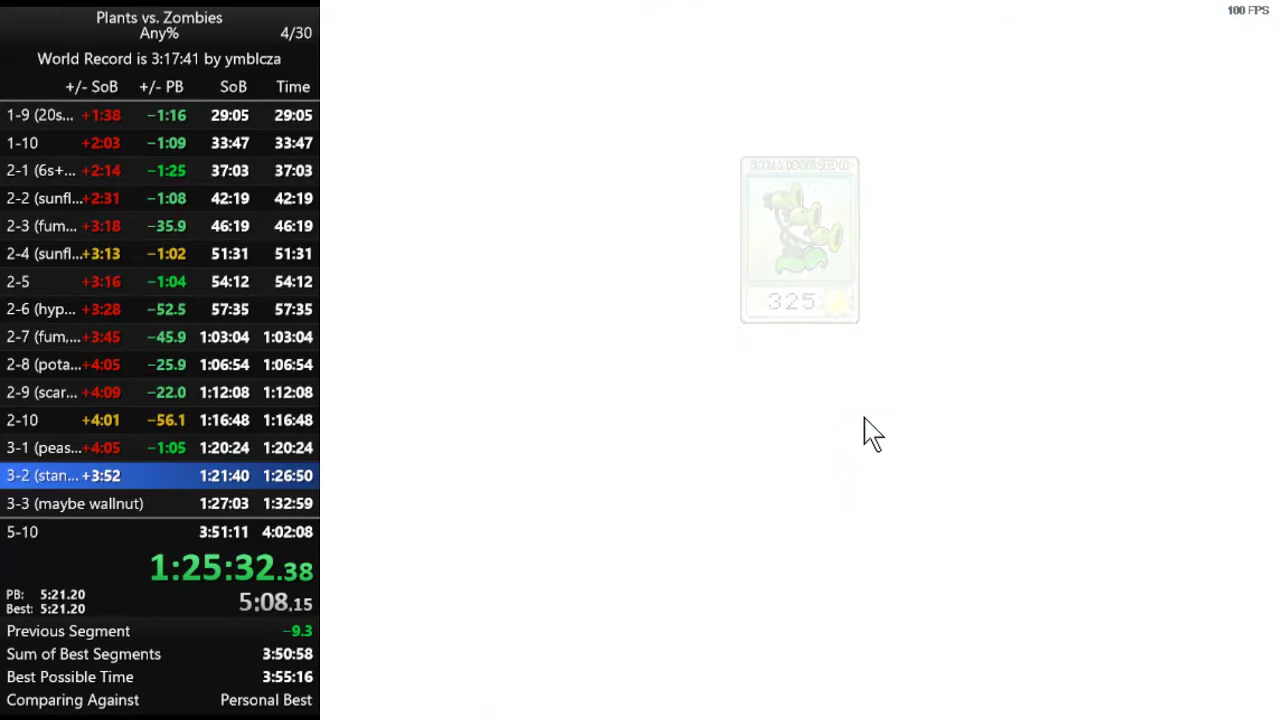 Plants vs. Zombies
Any% 4/30
World Record is 3:17:41 by ymblcza
+/- SoB +/- PB SoB Time
1-9 (20s... +1:38 −1:16 29:05 29:05
1-10 +2:03 −1:09 33:47 33:47
2-1 (6s+... +2:14 −1:25 37:03 37:03
2-2 (sunfl... +2:31 −1:08 42:19 42:19
2-3 (fum... +3:18 −35.9 46:19 46:19
2-4 (sunfl... +3:13 −1:02 51:31 51:31
2-5 +3:16 −1:04 54:12 54:12
2-6 (hyp... +3:28 −52.5 57:35 57:35
2-7 (fum,... +3:45 −45.9 1:03:04 1:03:04
2-8 (pota... +4:05 −25.9 1:06:54 1:06:54
2-9 (scar... +4:09 −22.0 1:12:08 1:12:08
2-10 +4:01 −56.1 1:16:48 1:16:48
3-1 (peas... +4:05 −1:05 1:20:24 1:20:24
3-2 (stan... +3:52 1:21:40 1:26:50
3-3 (maybe wallnut) 1:27:03 1:32:59
5-10 3:51:11 4:02:08
1:25:32.38
PB: 5:21.20
Best: 5:21.20
5:08.15
Previous Segment −9.3
Sum of Best Segments 3:50:58
Best Possible Time 3:55:16
Comparing Against Personal Best
100 FPS
BLOOM & DOOM SEED CO
325